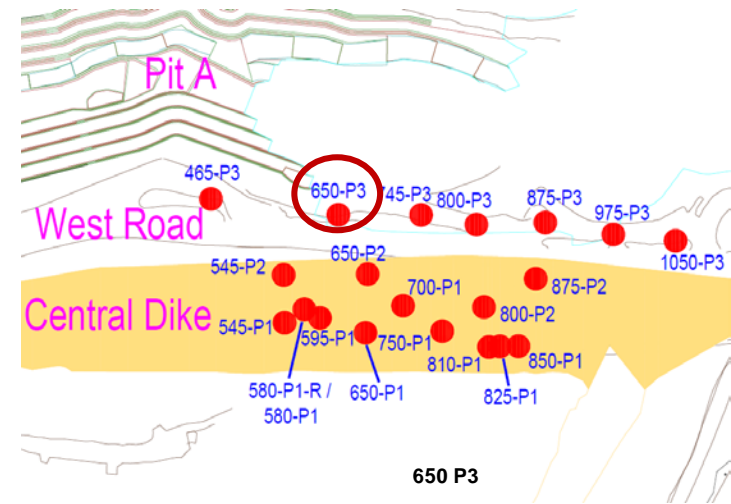 Pit A
465-P3
650-P3
745-P3
800-P3
875-P3
975-P3
1050-P3
West Road
545-P2
650-P2
875-P2
700-P1
800-P2
Central Dike
545-P1
595-P1
750-P1
810-P1
850-P1
580-P1-R /
580-P1
650-P1
825-P1
650 P3